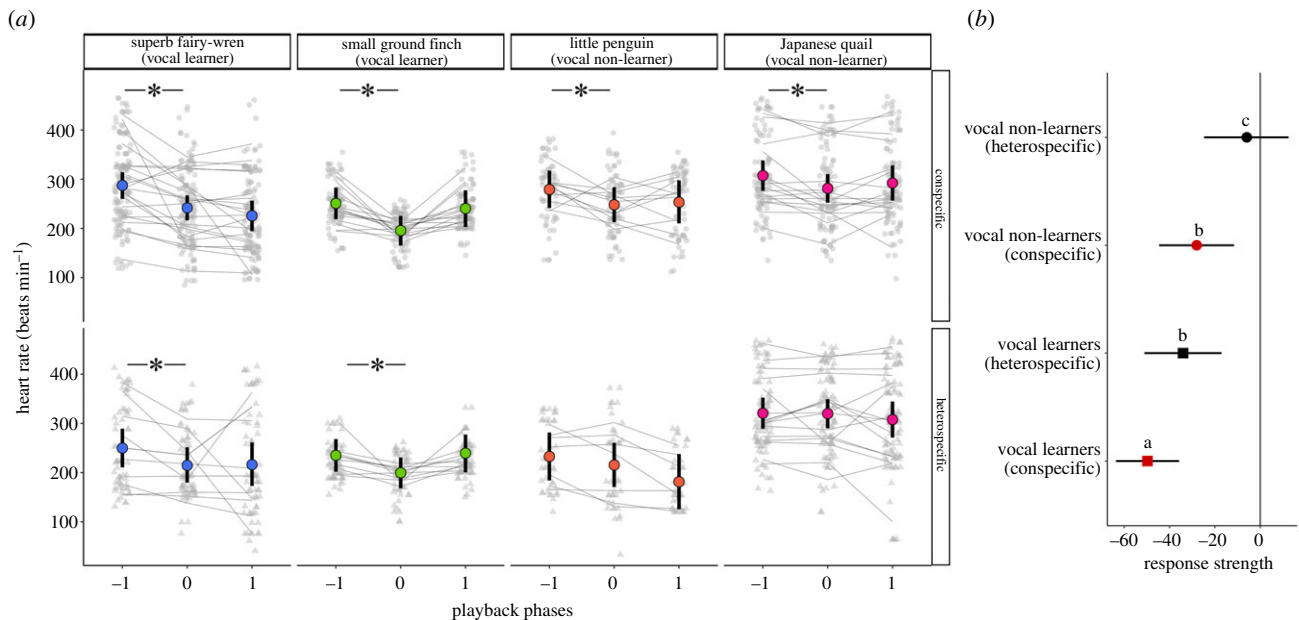 (a)
superb fairy-wren
(vocal learner)
small ground finch
(vocal learner)
little penguin
(vocal non-learner)
Japanese quail
(vocal non-learner)
heart rate (beats min⁻¹)
400
300
200
100
*
*
*
*
conspecific
400
300
200
100
*
*
heterospecific
−1 0 1
−1 0 1
−1 0 1
−1 0 1
playback phases
(b)
vocal non-learners
(heterospecific)
c
vocal non-learners
(conspecific)
b
vocal learners
(heterospecific)
b
vocal learners
(conspecific)
a
−60 −40 −20 0
response strength